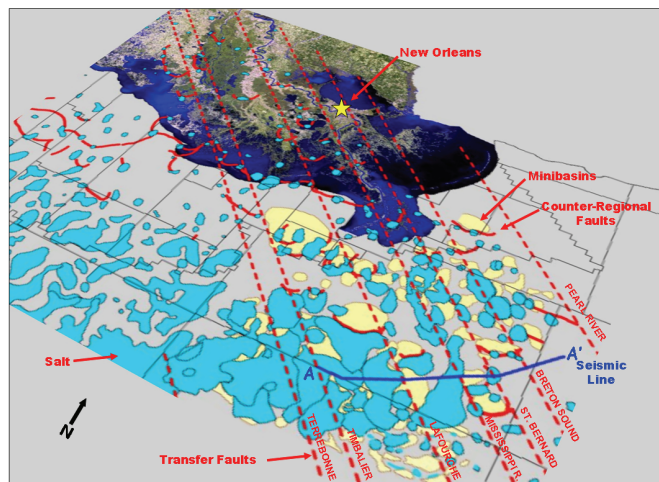 New Orleans
Minibasins
Counter-Regional
Faults
PEARL RIVER
A'
Seismic
Line
Salt
A
BRETON SOUND
ST. BERNARD
MISSISSIPPI R.
LAFOURCHE
TIMBALIER
TERREBONNE
N
Transfer Faults